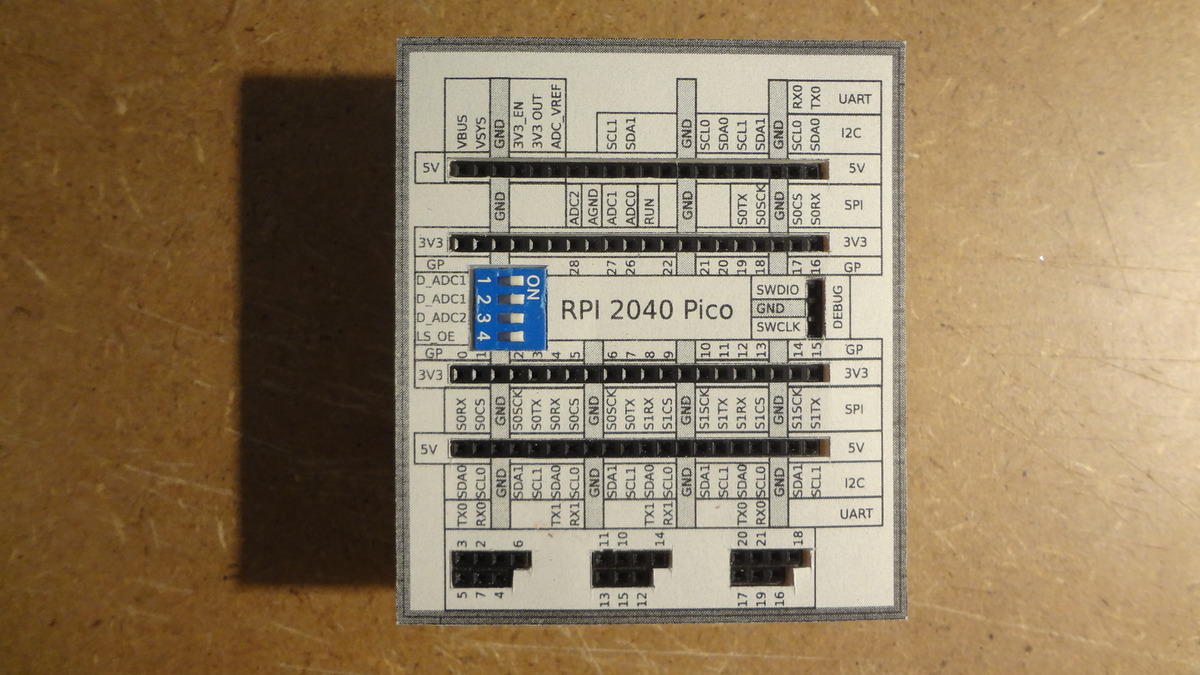 VBUS VSYS GND 3V3_EN 3V3 OUT ADC_VREF GND GND RX0 TX0 UART
SCL1 SDA1 SCL0 SDA0 SCL1 SDA1 SCL0 SDA0 I2C
5V 5V
GND ADC2 AGND ADC1 ADC0 RUN GND S0TX S0SCK GND S0CS S0RX SPI
3V3 3V3
GP 28 27 26 22 21 20 19 18 17 16 GP
D_ADC1
D_ADC1
D_ADC2
LS_OE
ON
1 2 3 4
RPI 2040 Pico
SWDIO
GND
SWCLK
DEBUG
GP 0 1 2 3 4 5 6 7 8 9 10 11 12 13 14 15 GP
3V3 3V3
S0RX S0CS GND S0SCK S0TX S0RX S0CS GND S0SCK S0TX S1RX S1CS GND S1SCK S1TX S1RX S1CS GND S1SCK S1TX SPI
5V 5V
SDA0 SCL0 GND SDA1 SCL1 SDA0 SCL0 GND SDA1 SCL1 SDA0 SCL0 GND SDA1 SCL1 SDA0 SCL0 GND SDA1 SCL1 I2C
TX0 RX0 TX1 RX1 TX1 RX1 TX0 RX0 UART
3 2 6 11 10 14 20 21 18
5 7 4 13 15 12 17 19 16